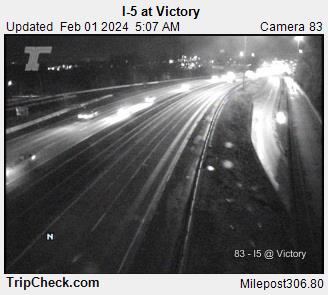 I-5 at Victory
Updated  Feb 01 2024  5:07 AM
Camera 83
T
N
83 - I5 @ Victory
TripCheck.com
Milepost306.80